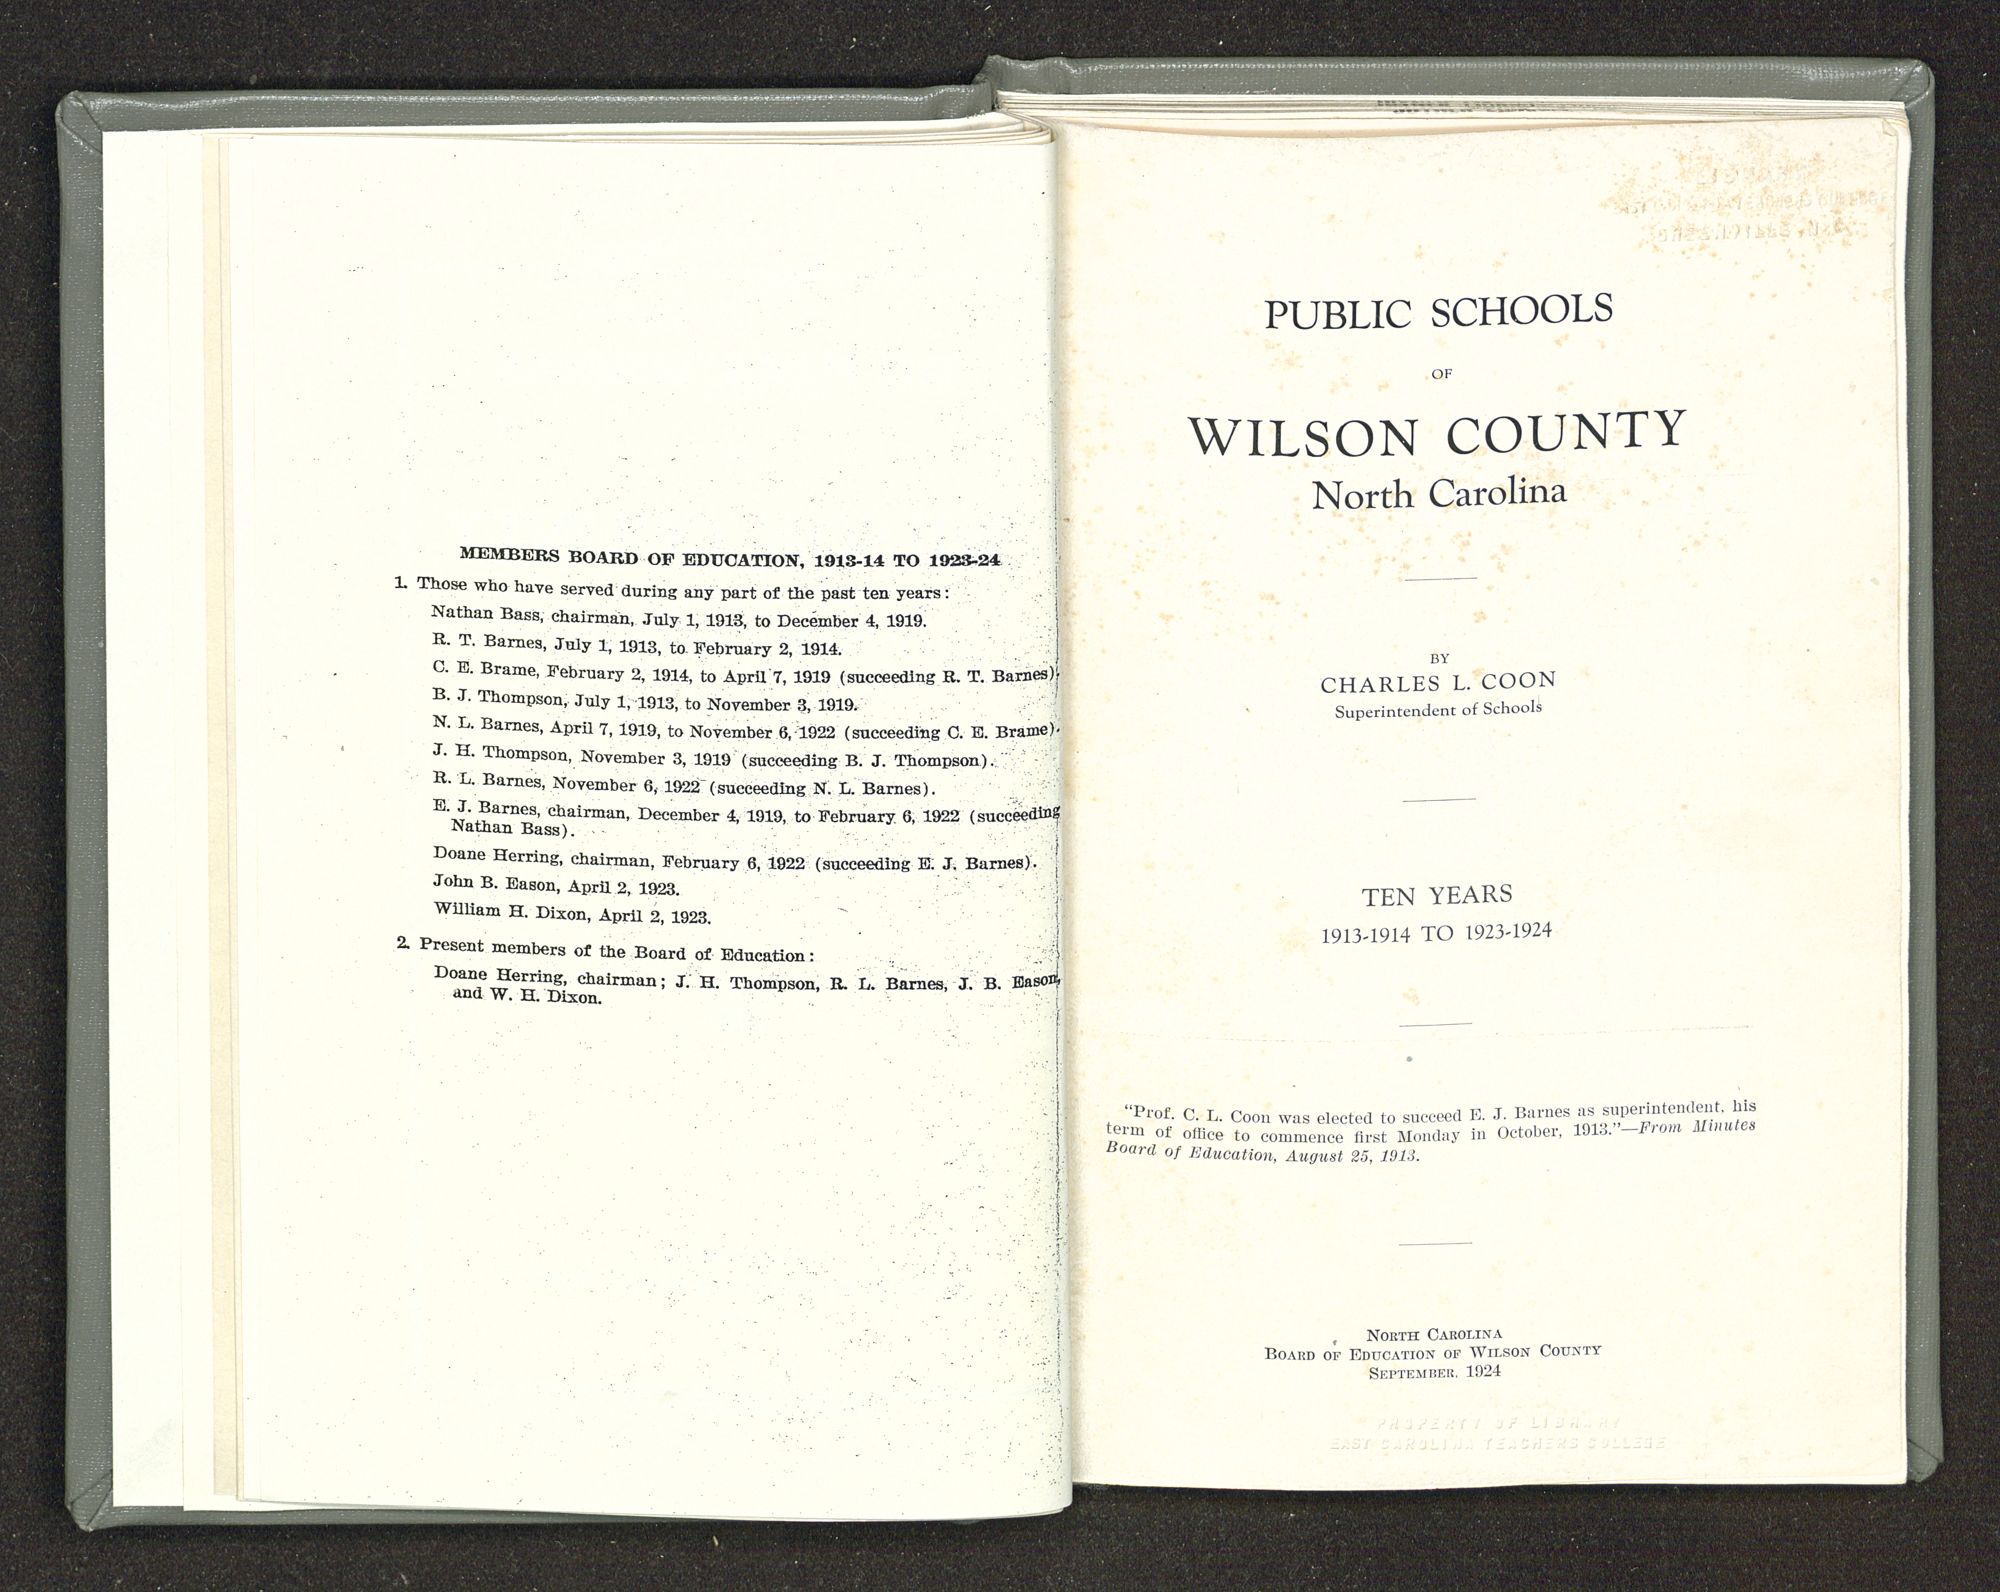 MEMBERS BOARD OF EDUCATION, 1913-14 TO 1923-24
1. Those who have served during any part of the past ten years:
Nathan Bass, chairman, July 1, 1913, to December 4, 1919.
R. T. Barnes, July 1, 1913, to February 2, 1914.
C. E. Brame, February 2, 1914, to April 7, 1919 (succeeding R. T. Barnes).
B. J. Thompson, July 1, 1913, to November 3, 1919.
N. L. Barnes, April 7, 1919, to November 6, 1922 (succeeding C. E. Brame).
J. H. Thompson, November 3, 1919 (succeeding B. J. Thompson).
R. L. Barnes, November 6, 1922 (succeeding N. L. Barnes).
E. J. Barnes, chairman, December 4, 1919, to February 6, 1922 (succeeding
Nathan Bass).
Doane Herring, chairman, February 6, 1922 (succeeding E. J. Barnes).
John B. Eason, April 2, 1923.
William H. Dixon, April 2, 1923.
2. Present members of the Board of Education:
Doane Herring, chairman; J. H. Thompson, R. L. Barnes, J. B. Eason,
and W. H. Dixon.
PUBLIC SCHOOLS
OF
WILSON COUNTY
North Carolina
BY
CHARLES L. COON
Superintendent of Schools
TEN YEARS
1913-1914 TO 1923-1924
"Prof. C. L. Coon was elected to succeed E. J. Barnes as superintendent, his
term of office to commence first Monday in October, 1913."—From Minutes
Board of Education, August 25, 1913.
NORTH CAROLINA
BOARD OF EDUCATION OF WILSON COUNTY
SEPTEMBER, 1924
PROPERTY OF LIBRARY
EAST CAROLINA TEACHERS COLLEGE